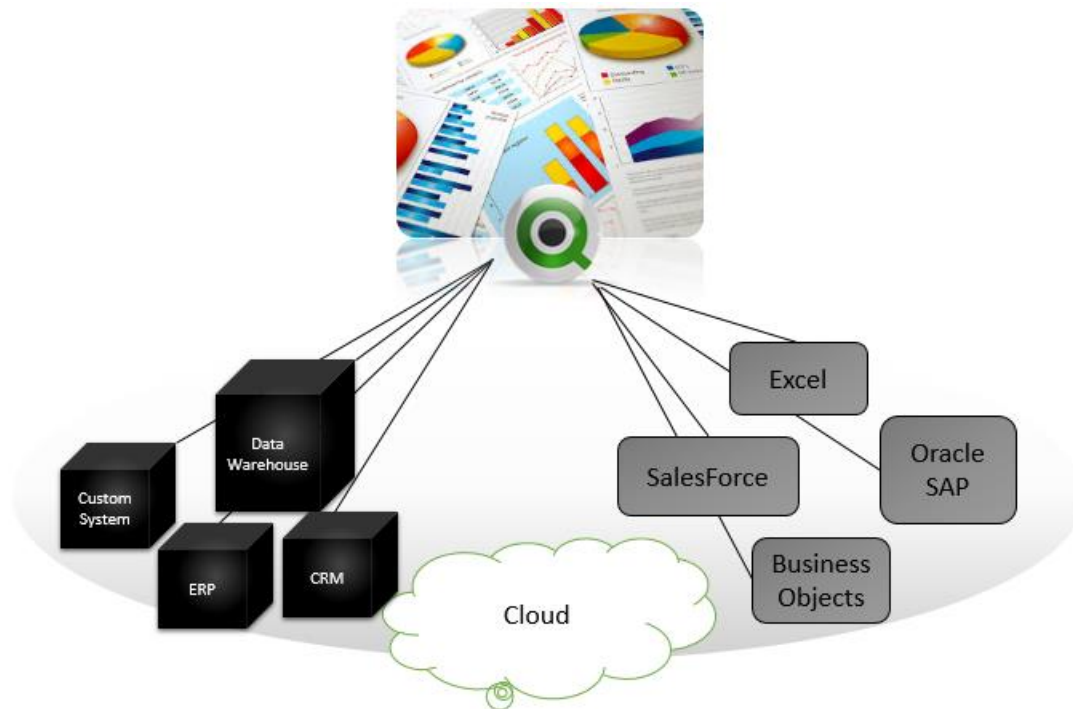 Data
Warehouse
Custom
System
ERP
CRM
Cloud
Excel
SalesForce
Oracle
SAP
Business
Objects